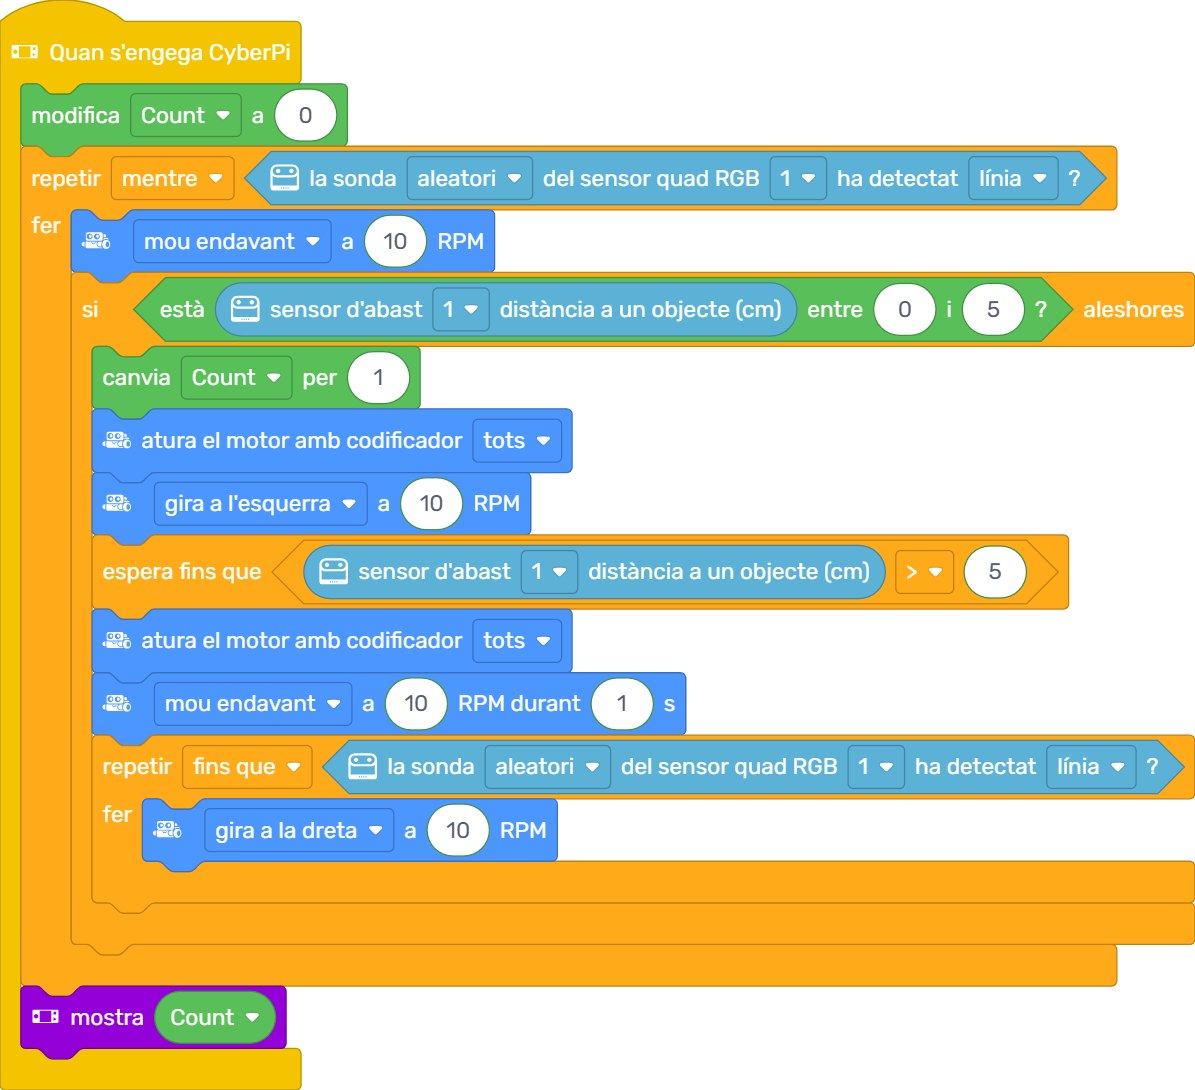 Quan s'engega CyberPi
modifica Count a 0
repetir mentre la sonda aleatori del sensor quad RGB 1 ha detectat línia ?
fer
mou endavant a 10 RPM
si està sensor d'abast 1 distància a un objecte (cm) entre 0 i 5 ? aleshores
canvia Count per 1
atura el motor amb codificador tots
gira a l'esquerra a 10 RPM
espera fins que sensor d'abast 1 distància a un objecte (cm) > 5
atura el motor amb codificador tots
mou endavant a 10 RPM durant 1 s
repetir fins que la sonda aleatori del sensor quad RGB 1 ha detectat línia ?
fer
gira a la dreta a 10 RPM
mostra Count